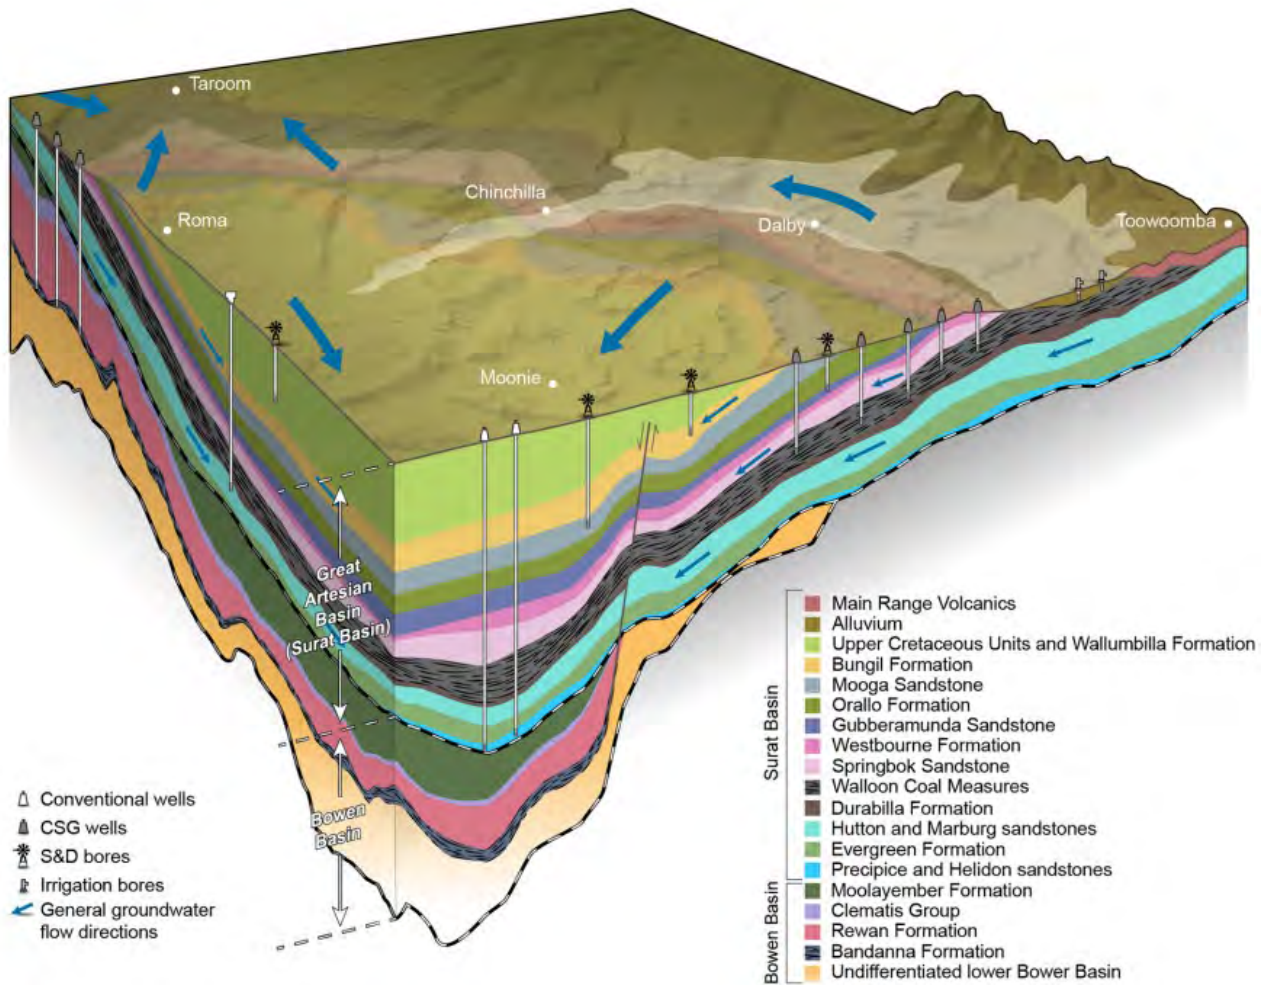 Taroom
Chinchilla
Roma
Dalby
Toowoomba
Moonie
Great
Artesian
Basin
(Surat Basin)
Bowen
Basin
Conventional wells
CSG wells
S&D bores
Irrigation bores
General groundwater
flow directions
Surat Basin
Main Range Volcanics
Alluvium
Upper Cretaceous Units and Wallumbilla Formation
Bungil Formation
Mooga Sandstone
Orallo Formation
Gubberamunda Sandstone
Westbourne Formation
Springbok Sandstone
Walloon Coal Measures
Durabilla Formation
Hutton and Marburg sandstones
Evergreen Formation
Precipice and Helidon sandstones
Bowen Basin
Moolayember Formation
Clematis Group
Rewan Formation
Bandanna Formation
Undifferentiated lower Bower Basin